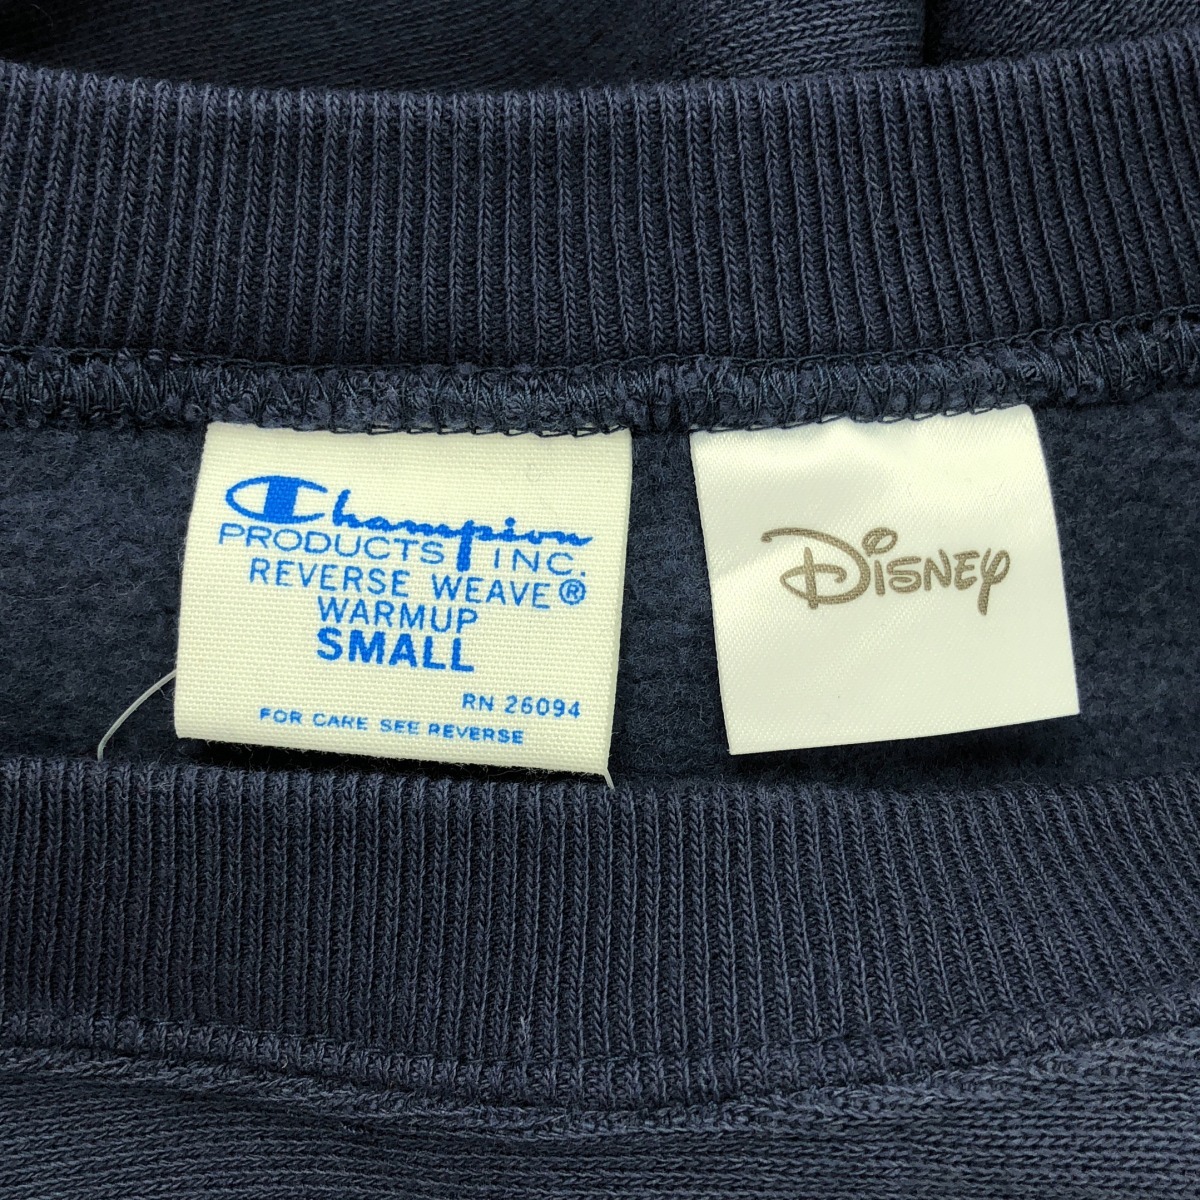 Champion
PRODUCTS INC.
REVERSE WEAVE®
WARMUP
SMALL
RN 26094
FOR CARE SEE REVERSE
Disney